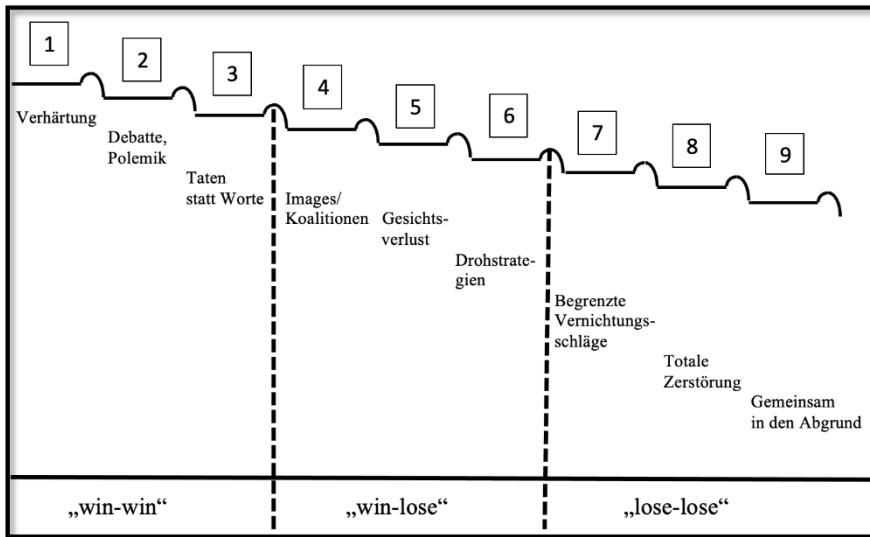 1
Verhärtung
2
Debatte,
Polemik
3
Taten
statt Worte
4
Images/
Koalitionen
5
Gesichts-
verlust
6
Drohstrate-
gien
7
Begrenzte
Vernichtungs-
schläge
8
Totale
Zerstörung
9
Gemeinsam
in den Abgrund
„win-win“
„win-lose“
„lose-lose“